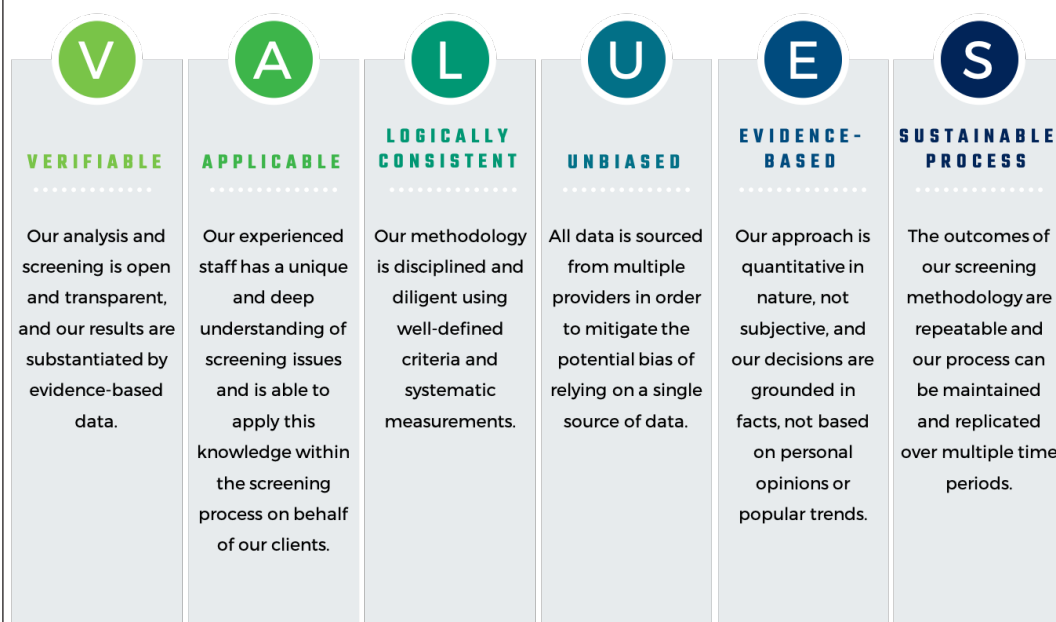 V
VERIFIABLE
Our analysis and
screening is open
and transparent,
and our results are
substantiated by
evidence-based
data.
A
APPLICABLE
Our experienced
staff has a unique
and deep
understanding of
screening issues
and is able to
apply this
knowledge within
the screening
process on behalf
of our clients.
L
LOGICALLY
CONSISTENT
Our methodology
is disciplined and
diligent using
well-defined
criteria and
systematic
measurements.
U
UNBIASED
All data is sourced
from multiple
providers in order
to mitigate the
potential bias of
relying on a single
source of data.
E
EVIDENCE-
BASED
Our approach is
quantitative in
nature, not
subjective, and
our decisions are
grounded in
facts, not based
on personal
opinions or
popular trends.
S
SUSTAINABLE
PROCESS
The outcomes of
our screening
methodology are
repeatable and
our process can
be maintained
and replicated
over multiple time
periods.